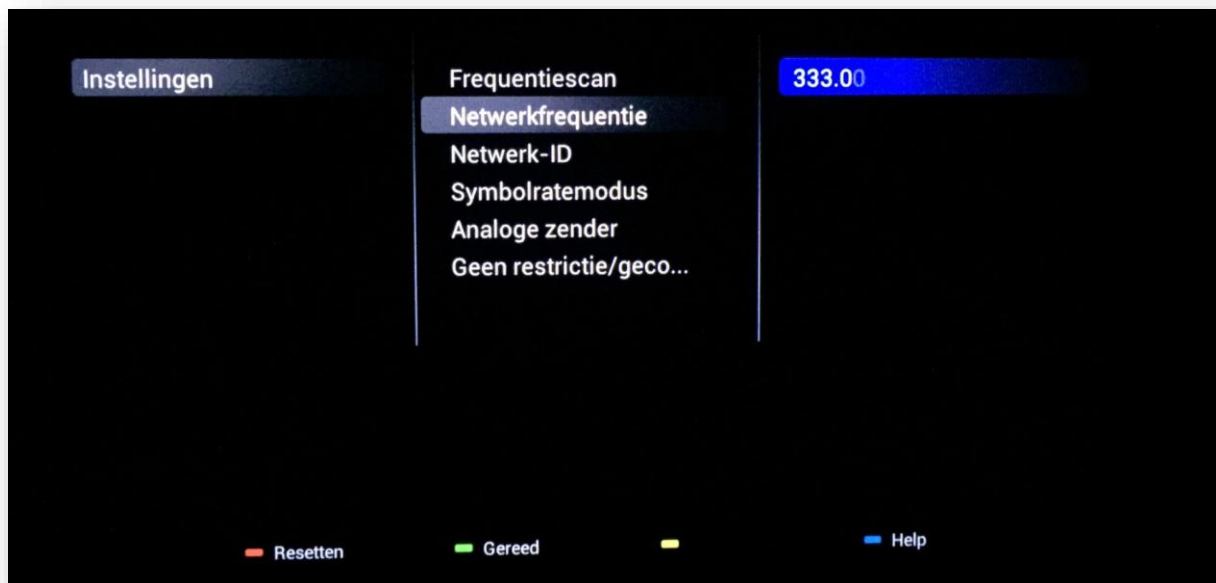 Instellingen
Frequentiescan
Netwerkfrequentie
Netwerk-ID
Symbolratemodus
Analoge zender
Geen restrictie/geco...
333.00
Resetten
Gereed
Help